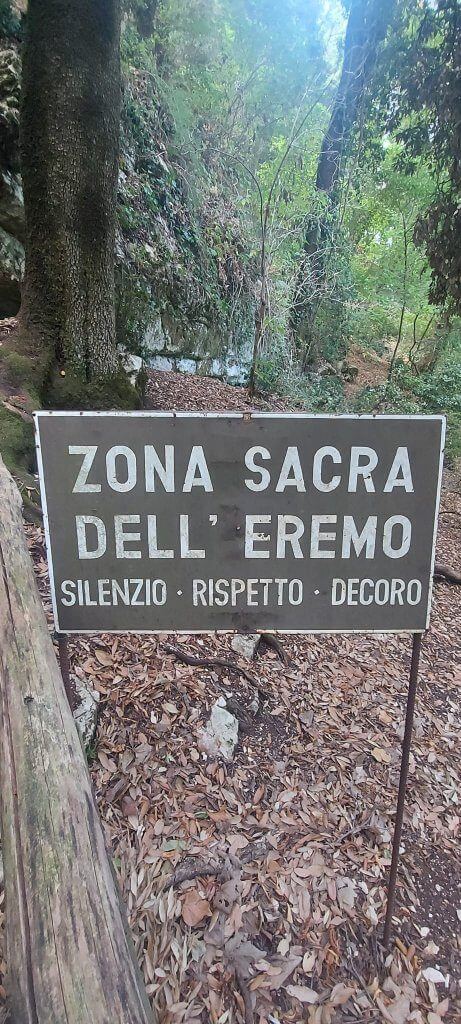 ZONA SACRA
DELL' EREMO
SILENZIO · RISPETTO · DECORO